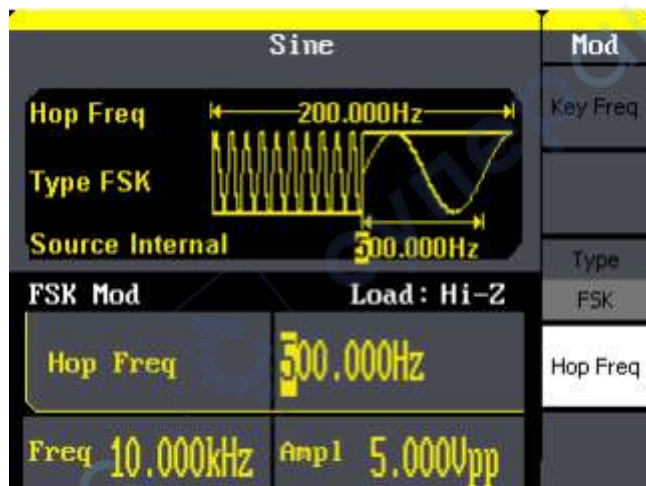 Sine
Mod
Hop Freq
200.000Hz
Key Freq
Type FSK
Source Internal
500.000Hz
Type
FSK
FSK Mod
Load: Hi-Z
Hop Freq
500.000Hz
Hop Freq
Freq 10.000kHz
Ampl 5.000Vpp